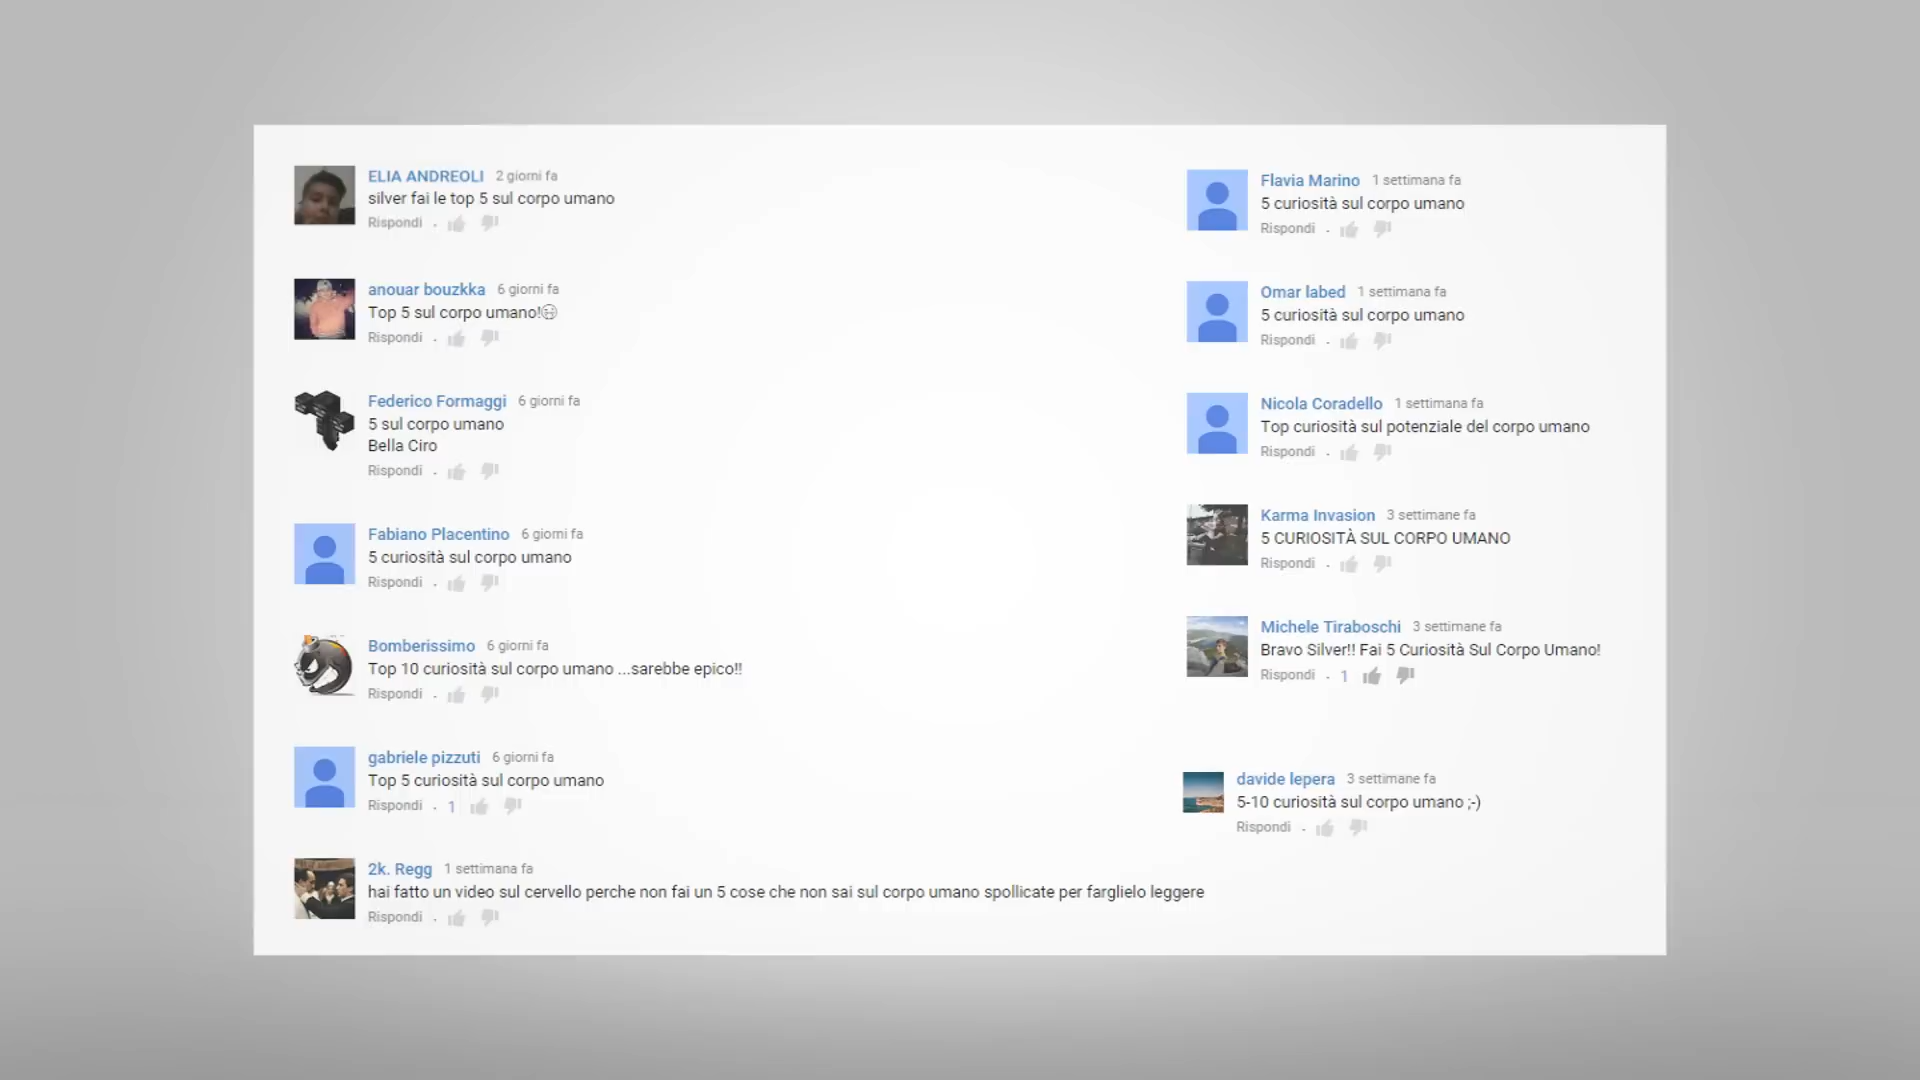 ELIA ANDREOLI 2 giorni fa
silver fai le top 5 sul corpo umano
Rispondi .
anouar bouzkka 6 giorni fa
Top 5 sul corpo umano!
Rispondi .
Federico Formaggi 6 giorni fa
5 sul corpo umano
Bella Ciro
Rispondi .
Fabiano Placentino 6 giorni fa
5 curiosità sul corpo umano
Rispondi .
Bomberissimo 6 giorni fa
Top 10 curiosità sul corpo umano ...sarebbe epico!!
Rispondi .
gabriele pizzuti 6 giorni fa
Top 5 curiosità sul corpo umano
Rispondi . 1
2k. Regg 1 settimana fa
hai fatto un video sul cervello perche non fai un 5 cose che non sai sul corpo umano spollicate per farglielo leggere
Rispondi .
Flavia Marino 1 settimana fa
5 curiosità sul corpo umano
Rispondi .
Omar labed 1 settimana fa
5 curiosità sul corpo umano
Rispondi .
Nicola Coradello 1 settimana fa
Top curiosità sul potenziale del corpo umano
Rispondi .
Karma Invasion 3 settimane fa
5 CURIOSITÀ SUL CORPO UMANO
Rispondi .
Michele Tiraboschi 3 settimane fa
Bravo Silver!! Fai 5 Curiosità Sul Corpo Umano!
Rispondi . 1
davide lepera 3 settimane fa
5-10 curiosità sul corpo umano ;-)
Rispondi .